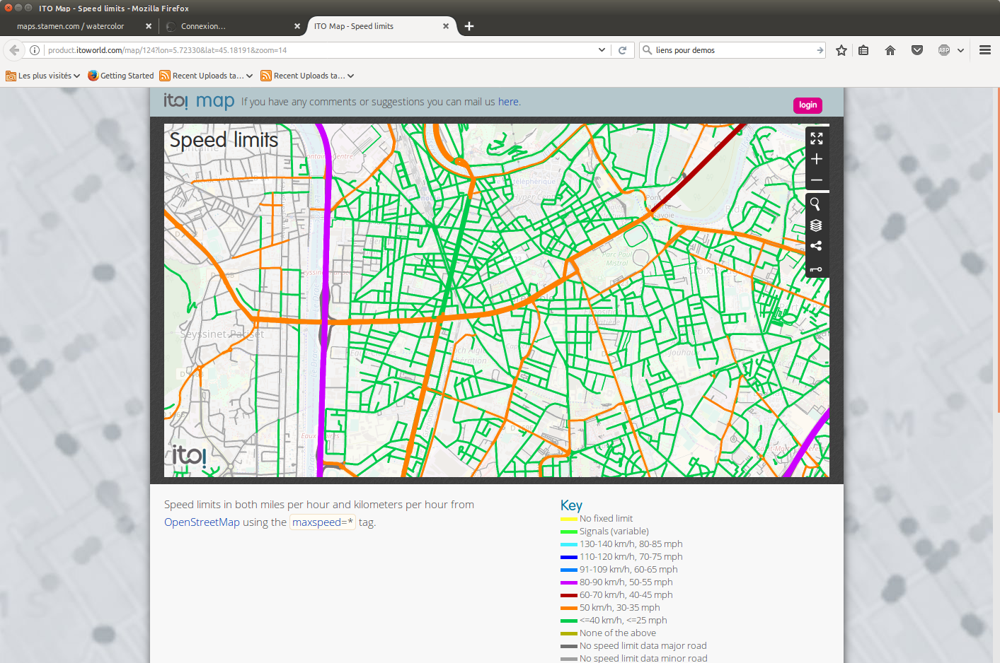 ITO Map - Speed limits - Mozilla Firefox
maps.stamen.com / watercolor
Connexion...
ITO Map - Speed limits
product.itoworld.com/map/124?lon=5.72330&lat=45.18191&zoom=14
liens pour demos
ABP
Les plus visités
Getting Started
Recent Uploads ta...
Recent Uploads ta...
ito! map
If you have any comments or suggestions you can mail us here.
login
Speed limits
Parc Paul
Mistral
Seyssinet-Pariset
ito!
Speed limits in both miles per hour and kilometers per hour from
OpenStreetMap using the maxspeed=* tag.
Key
No fixed limit
Signals (variable)
130-140 km/h, 80-85 mph
110-120 km/h, 70-75 mph
91-109 km/h, 60-65 mph
80-90 km/h, 50-55 mph
60-70 km/h, 40-45 mph
50 km/h, 30-35 mph
<=40 km/h, <=25 mph
None of the above
No speed limit data major road
No speed limit data minor road